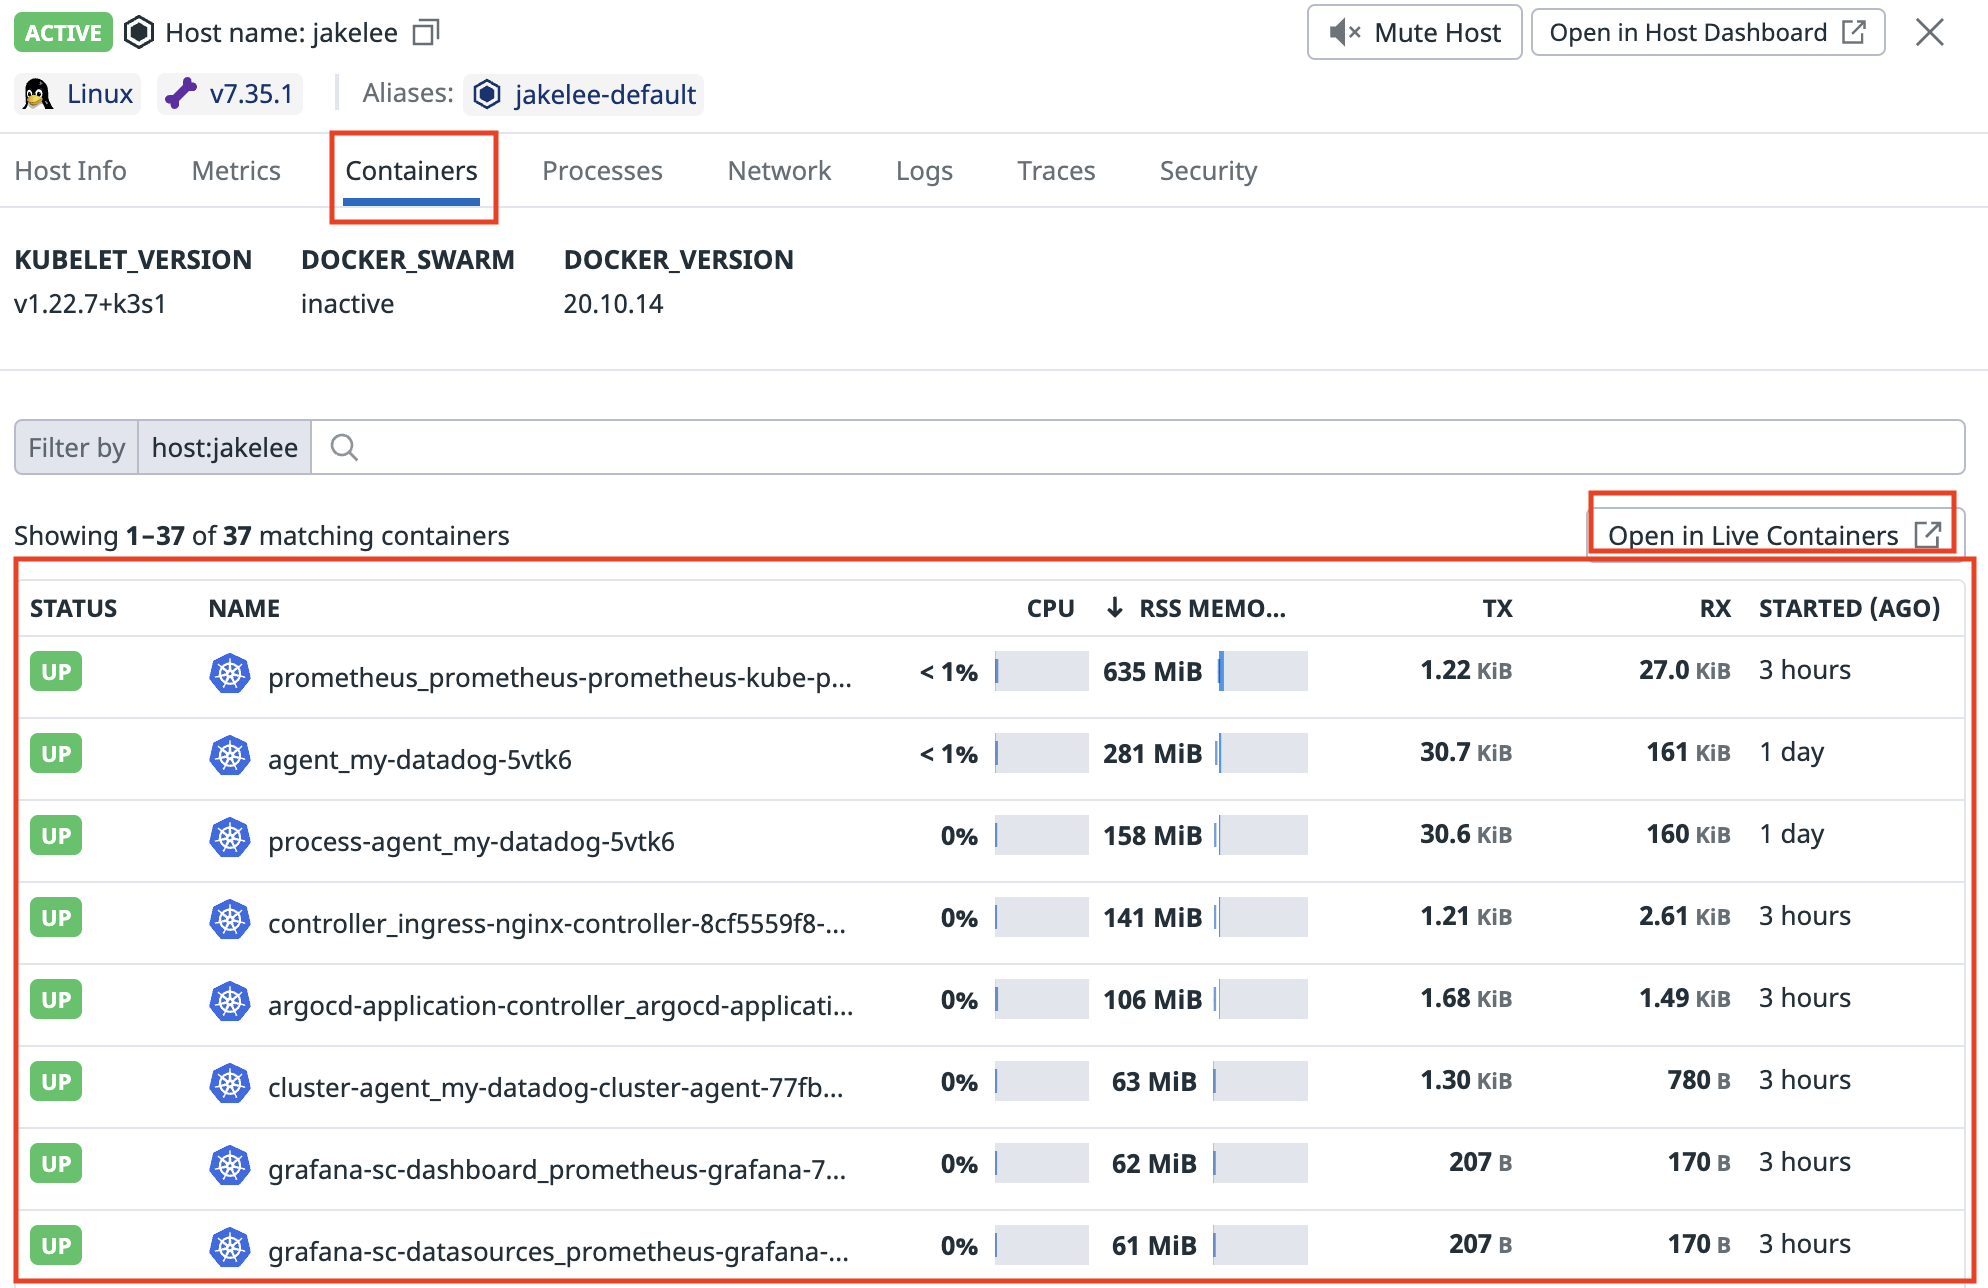 ACTIVE Host name: jakelee Mute Host Open in Host Dashboard
Linux v7.35.1 Aliases: jakelee-default
Host Info Metrics Containers Processes Network Logs Traces Security
KUBELET_VERSION DOCKER_SWARM DOCKER_VERSION
v1.22.7+k3s1 inactive 20.10.14
Filter by host:jakelee
Showing 1–37 of 37 matching containers Open in Live Containers
STATUS NAME CPU ↓ RSS MEMO... TX RX STARTED (AGO)
UP prometheus_prometheus-prometheus-kube-p... < 1% 635 MiB 1.22 KiB 27.0 KiB 3 hours
UP agent_my-datadog-5vtk6 < 1% 281 MiB 30.7 KiB 161 KiB 1 day
UP process-agent_my-datadog-5vtk6 0% 158 MiB 30.6 KiB 160 KiB 1 day
UP controller_ingress-nginx-controller-8cf5559f8-... 0% 141 MiB 1.21 KiB 2.61 KiB 3 hours
UP argocd-application-controller_argocd-applicati... 0% 106 MiB 1.68 KiB 1.49 KiB 3 hours
UP cluster-agent_my-datadog-cluster-agent-77fb... 0% 63 MiB 1.30 KiB 780 B 3 hours
UP grafana-sc-dashboard_prometheus-grafana-7... 0% 62 MiB 207 B 170 B 3 hours
UP grafana-sc-datasources_prometheus-grafana-... 0% 61 MiB 207 B 170 B 3 hours